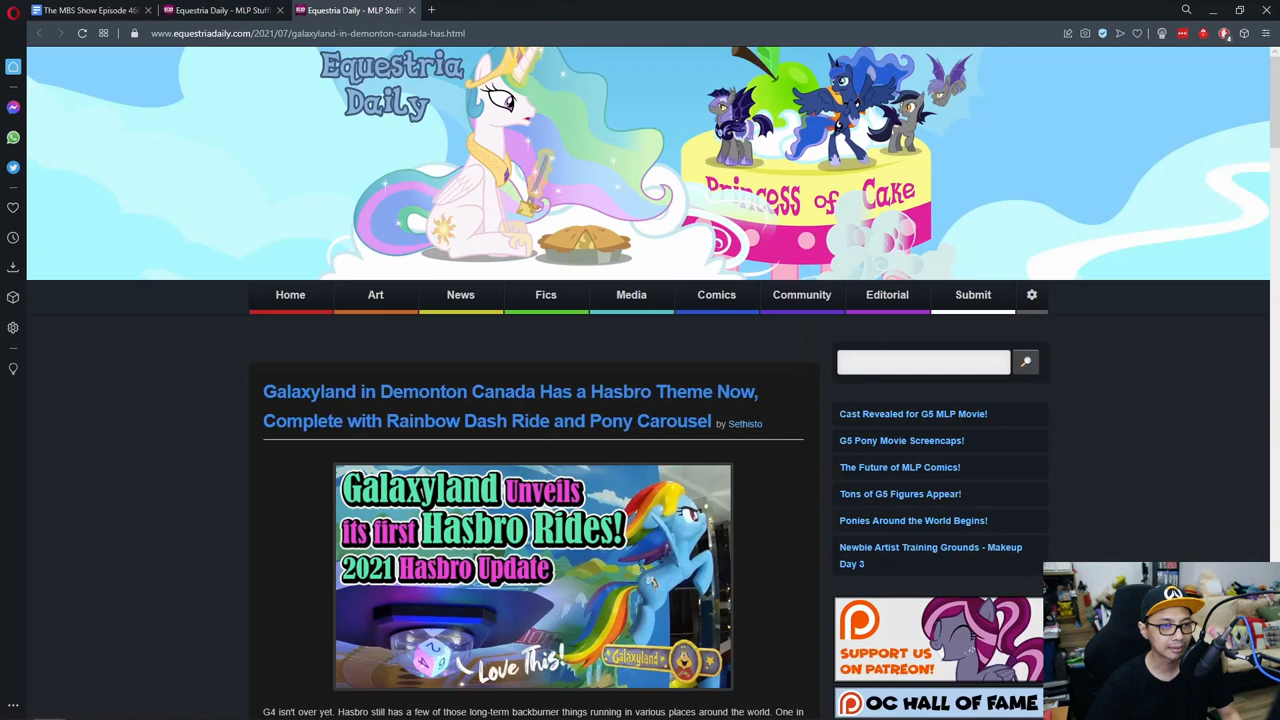 The MBS Show Episode 468
Equestria Daily - MLP Stuff!
Equestria Daily - MLP Stuff!
www.equestriadaily.com/2021/07/galaxyland-in-demonton-canada-has.html
Equestria
Daily
Princess of Cake
Home Art News Fics Media Comics Community Editorial Submit
Galaxyland in Demonton Canada Has a Hasbro Theme Now,
Complete with Rainbow Dash Ride and Pony Carousel by Sethisto
Galaxyland Unveils
its first Hasbro Rides!
2021 Hasbro Update
Love This!
Galaxyland
G4 isn't over yet. Hasbro still has a few of those long-term backburner things running in various places around the world. One in
Cast Revealed for G5 MLP Movie!
G5 Pony Movie Screencaps!
The Future of MLP Comics!
Tons of G5 Figures Appear!
Ponies Around the World Begins!
Newbie Artist Training Grounds - Makeup
Day 3
SUPPORT US
ON PATREON!
OC HALL OF FAME